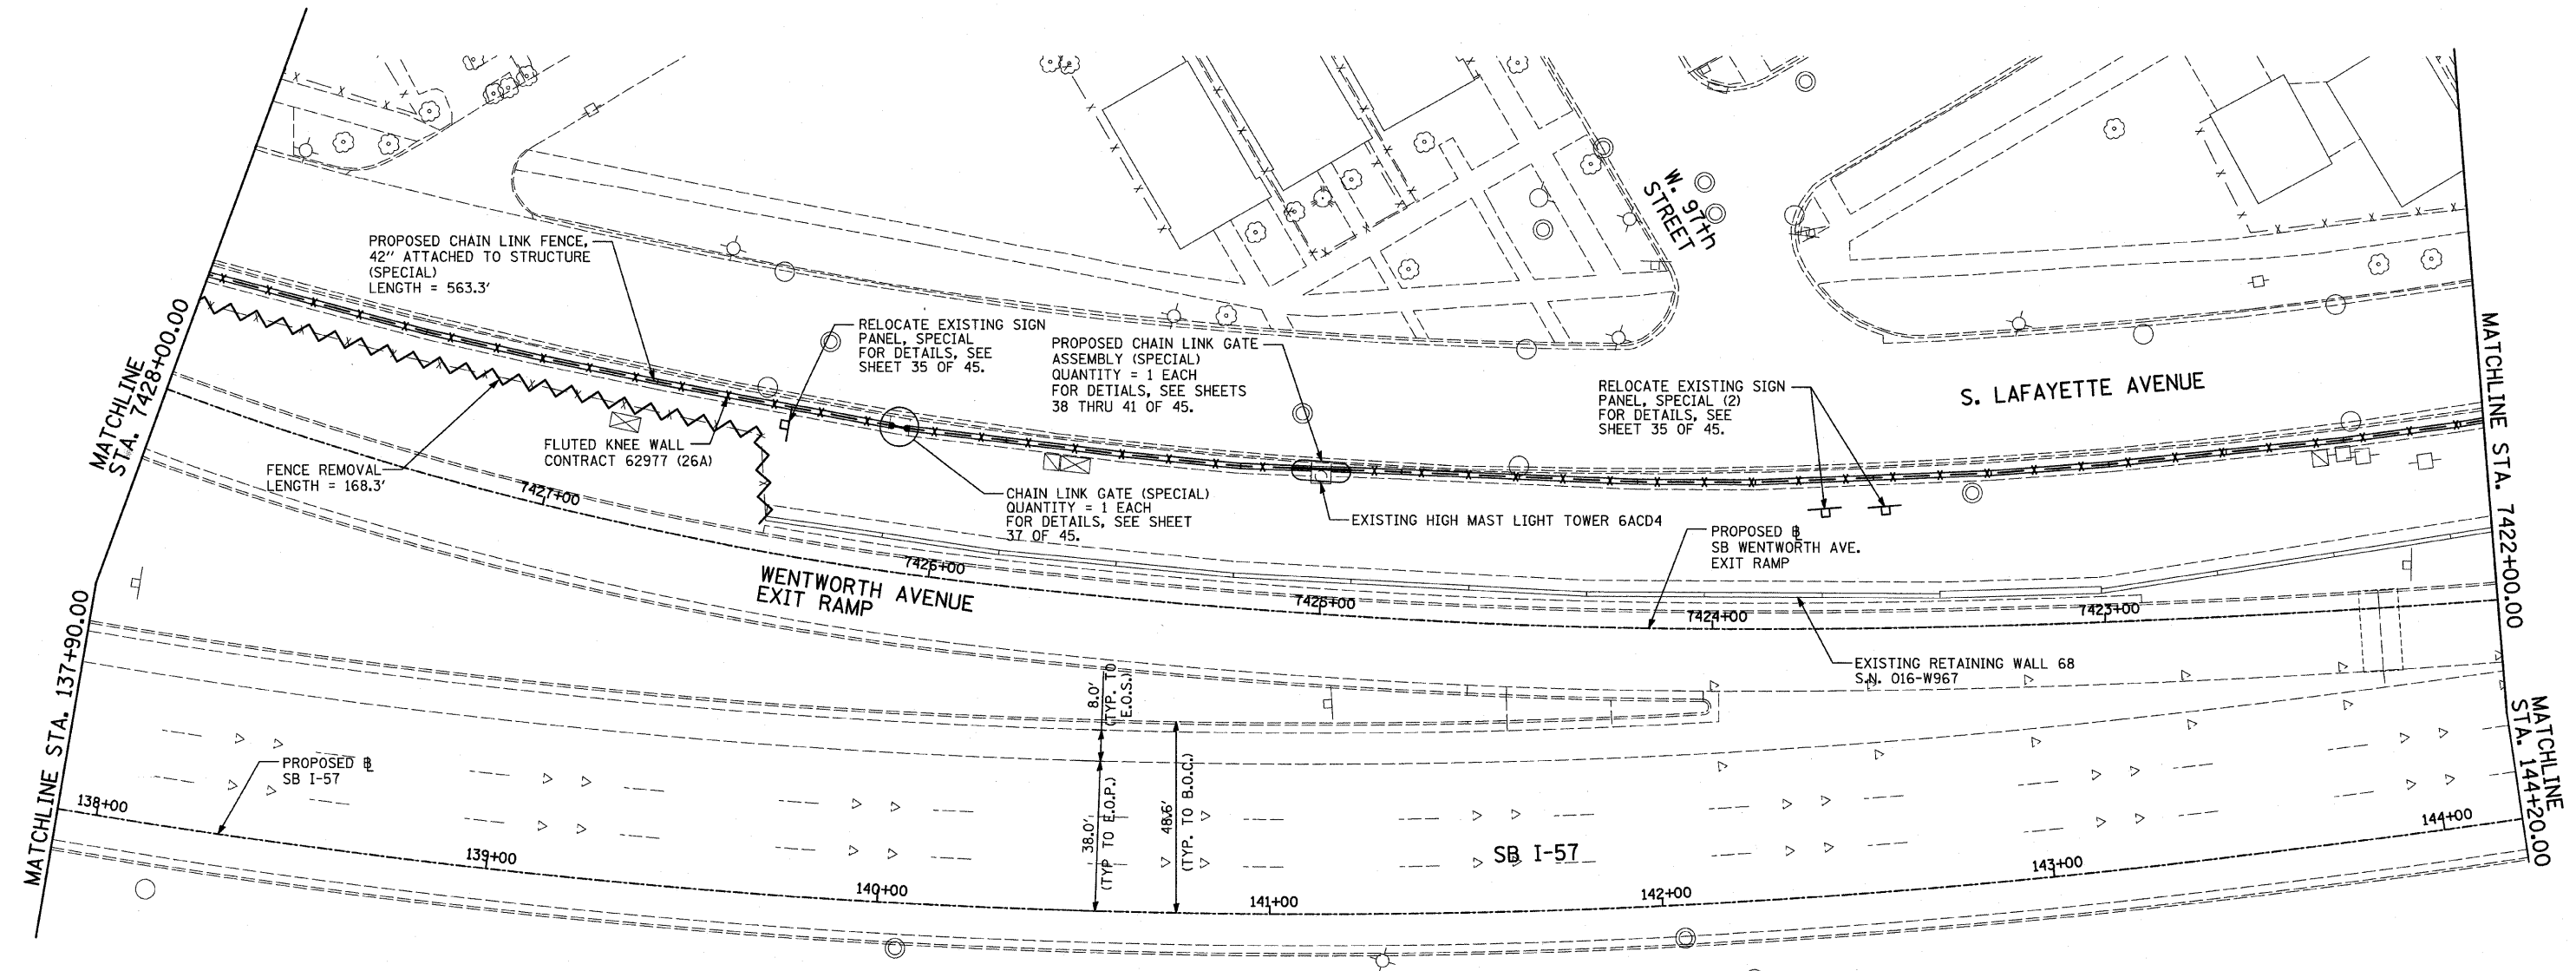 W. 97th
STREET
PROPOSED CHAIN LINK FENCE,
42" ATTACHED TO STRUCTURE
(SPECIAL)
LENGTH = 563.3'
RELOCATE EXISTING SIGN
PANEL, SPECIAL
FOR DETAILS, SEE
SHEET 35 OF 45.
PROPOSED CHAIN LINK GATE
ASSEMBLY (SPECIAL)
QUANTITY = 1 EACH
FOR DETIALS, SEE SHEETS
38 THRU 41 OF 45.
RELOCATE EXISTING SIGN
PANEL, SPECIAL (2)
FOR DETAILS, SEE
SHEET 35 OF 45.
S. LAFAYETTE AVENUE
MATCHLINE
STA. 7428+00.00
FENCE REMOVAL
LENGTH = 168.3'
FLUTED KNEE WALL
CONTRACT 62977 (26A)
CHAIN LINK GATE (SPECIAL)
QUANTITY = 1 EACH
FOR DETAILS, SEE SHEET
37 OF 45.
EXISTING HIGH MAST LIGHT TOWER 6ACD4
PROPOSED BL
SB WENTWORTH AVE.
EXIT RAMP
MATCHLINE STA. 7422+00.00
7427+00
7426+00
7425+00
7424+00
7423+00
WENTWORTH AVENUE
EXIT RAMP
EXISTING RETAINING WALL 68
S.N. 016-W967
MATCHLINE STA. 137+90.00
8.0'
(TYP. TO
E.O.S.)
38.0'
(TYP TO E.O.P.)
48.6'
(TYP. TO B.O.C.)
PROPOSED BL
SB I-57
SB I-57
138+00
139+00
140+00
141+00
142+00
143+00
144+00
MATCHLINE
STA. 144+20.00